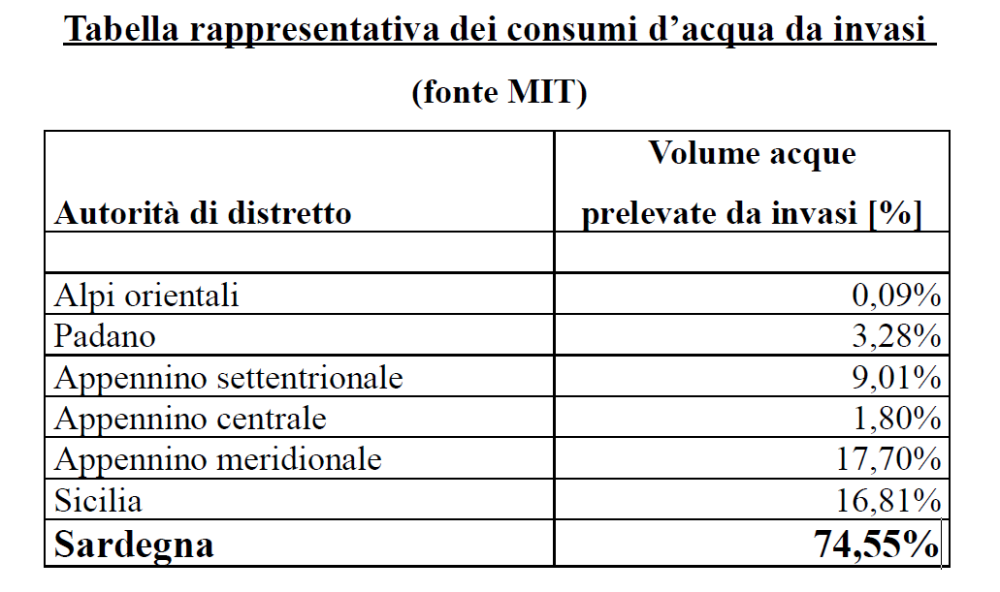 Tabella rappresentativa dei consumi d’acqua da invasi
(fonte MIT)
Volume acque
Autorità di distretto prelevate da invasi [%]
Alpi orientali 0,09%
Padano 3,28%
Appennino settentrionale 9,01%
Appennino centrale 1,80%
Appennino meridionale 17,70%
Sicilia 16,81%
Sardegna 74,55%